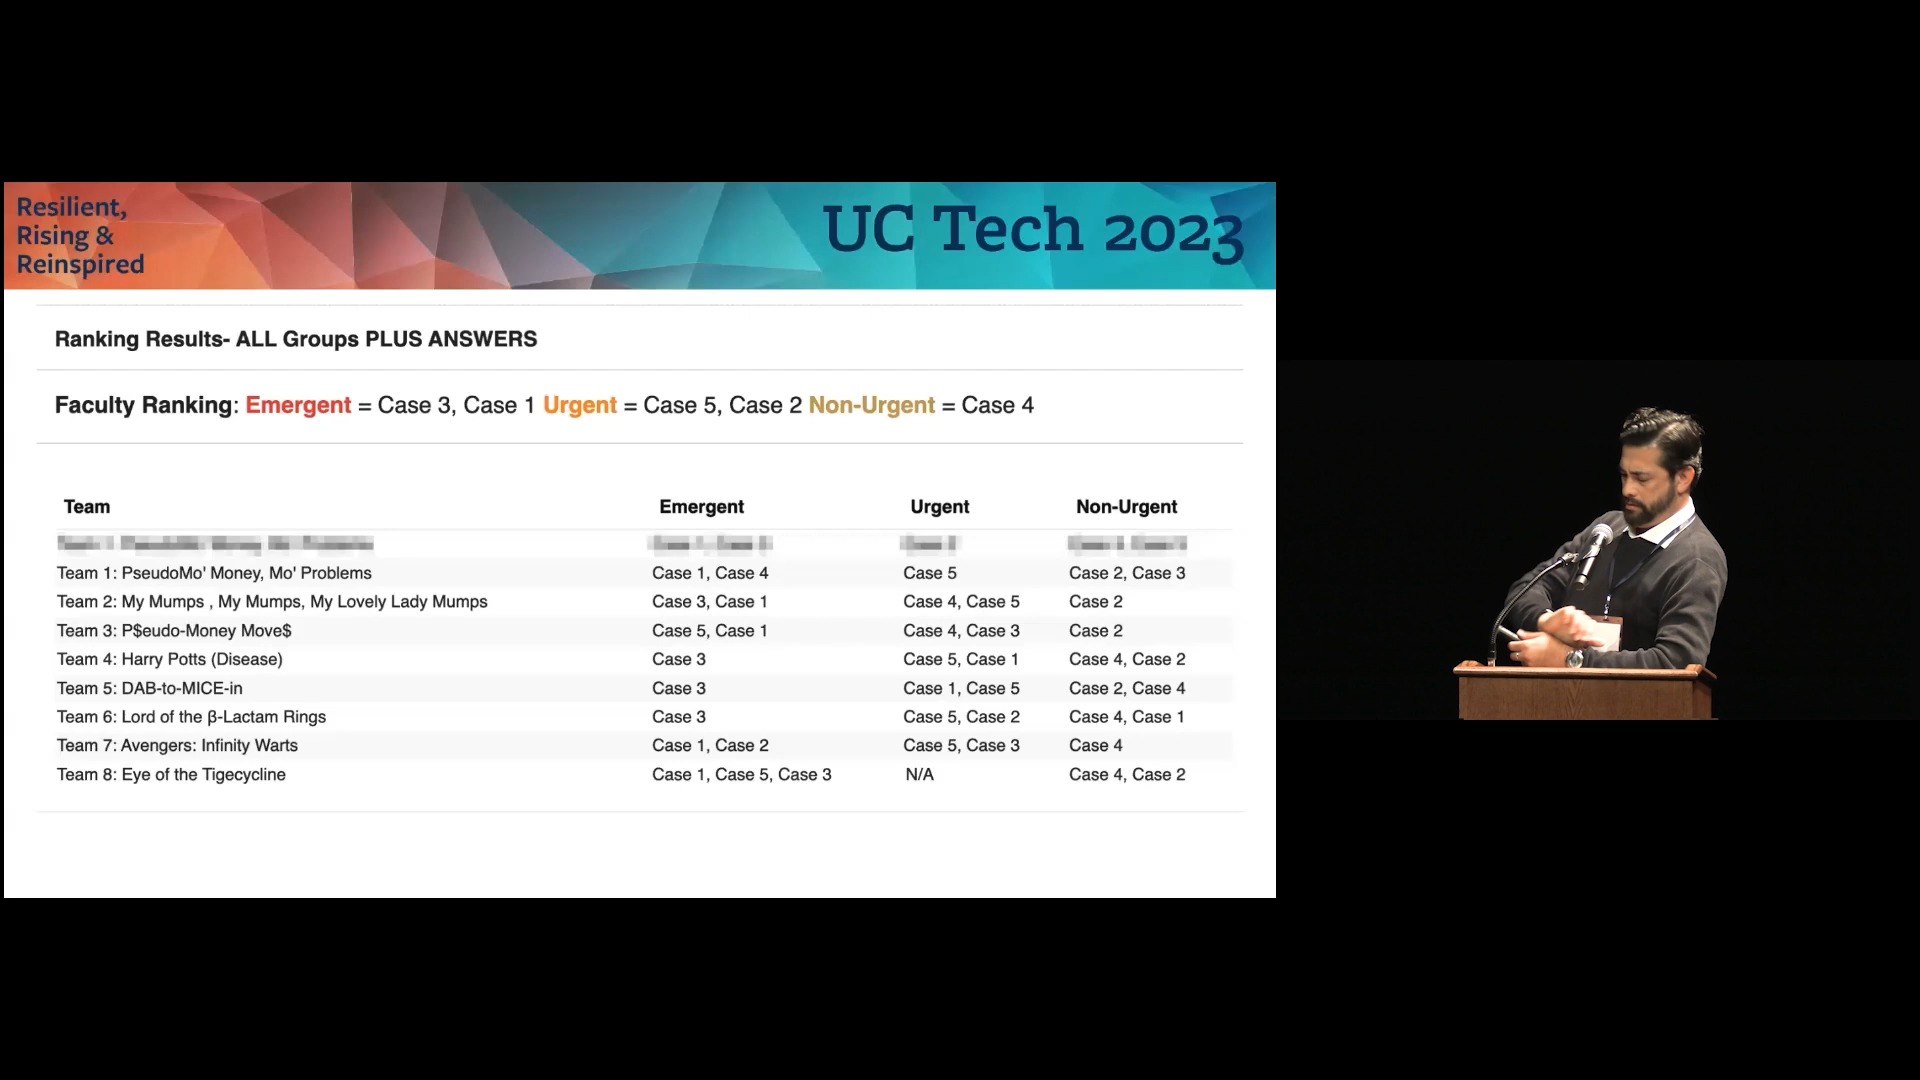 Resilient,
Rising &
Reinspired
UC Tech 2023
Ranking Results- ALL Groups PLUS ANSWERS
Faculty Ranking: Emergent = Case 3, Case 1 Urgent = Case 5, Case 2 Non-Urgent = Case 4
Team Emergent Urgent Non-Urgent
Team 1: PseudoMo' Money, Mo' Problems Case 1, Case 4 Case 5 Case 2, Case 3
Team 2: My Mumps , My Mumps, My Lovely Lady Mumps Case 3, Case 1 Case 4, Case 5 Case 2
Team 3: P$eudo-Money Move$ Case 5, Case 1 Case 4, Case 3 Case 2
Team 4: Harry Potts (Disease) Case 3 Case 5, Case 1 Case 4, Case 2
Team 5: DAB-to-MICE-in Case 3 Case 1, Case 5 Case 2, Case 4
Team 6: Lord of the β-Lactam Rings Case 3 Case 5, Case 2 Case 4, Case 1
Team 7: Avengers: Infinity Warts Case 1, Case 2 Case 5, Case 3 Case 4
Team 8: Eye of the Tigecycline Case 1, Case 5, Case 3 N/A Case 4, Case 2